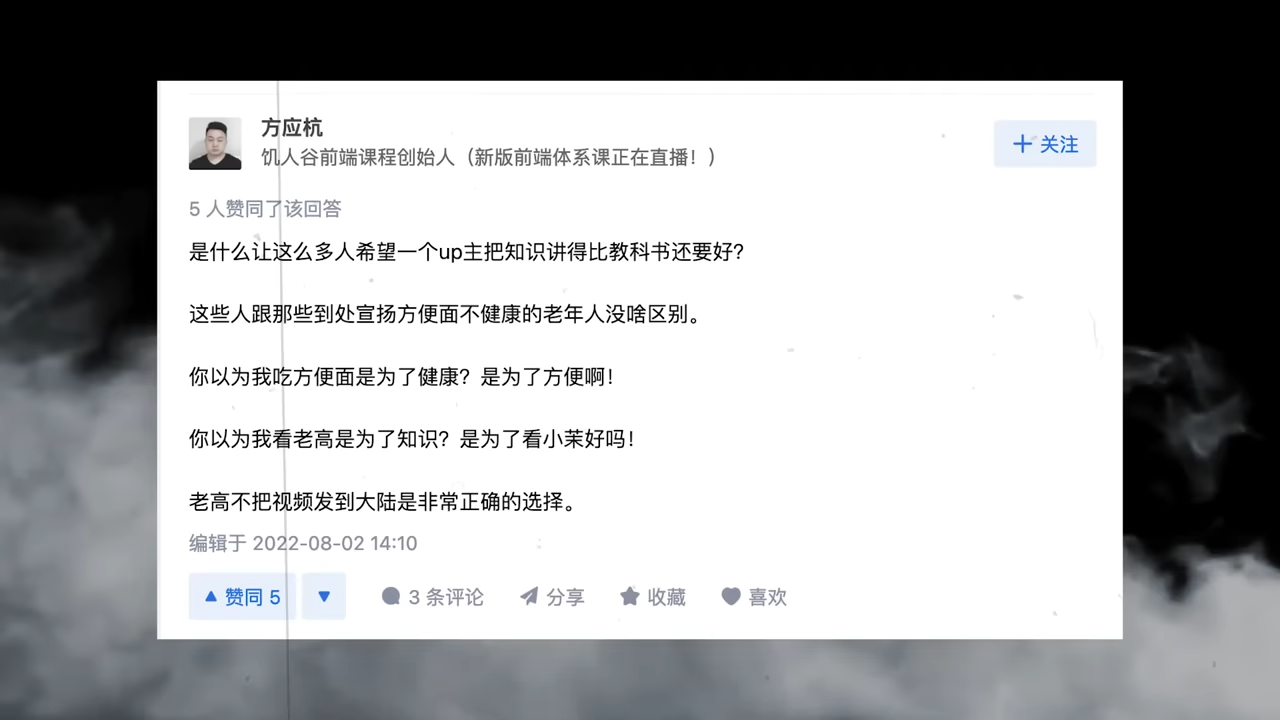 方应杭
饥人谷前端课程创始人（新版前端体系课正在直播！）
+ 关注
5 人赞同了该回答
是什么让这么多人希望一个up主把知识讲得比教科书还要好？
这些人跟那些到处宣扬方便面不健康的老年人没啥区别。
你以为我吃方便面是为了健康？是为了方便啊！
你以为我看老高是为了知识？是为了看小茉好吗！
老高不把视频发到大陆是非常正确的选择。
编辑于 2022-08-02 14:10
赞同 5 3 条评论 分享 收藏 喜欢